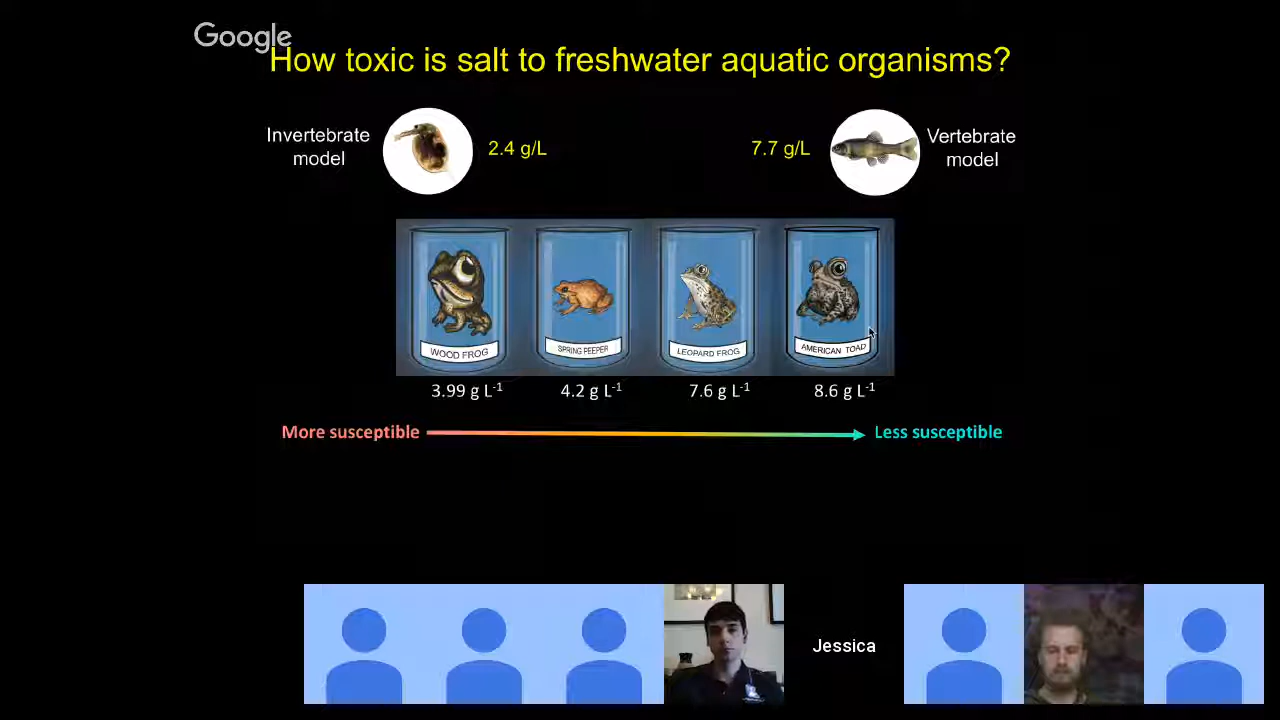 Google
How toxic is salt to freshwater aquatic organisms?
Invertebrate
model
2.4 g/L
7.7 g/L
Vertebrate
model
WOOD FROG
SPRING PEEPER
LEOPARD FROG
AMERICAN TOAD
3.99 g L⁻¹
4.2 g L⁻¹
7.6 g L⁻¹
8.6 g L⁻¹
More susceptible
Less susceptible
Jessica